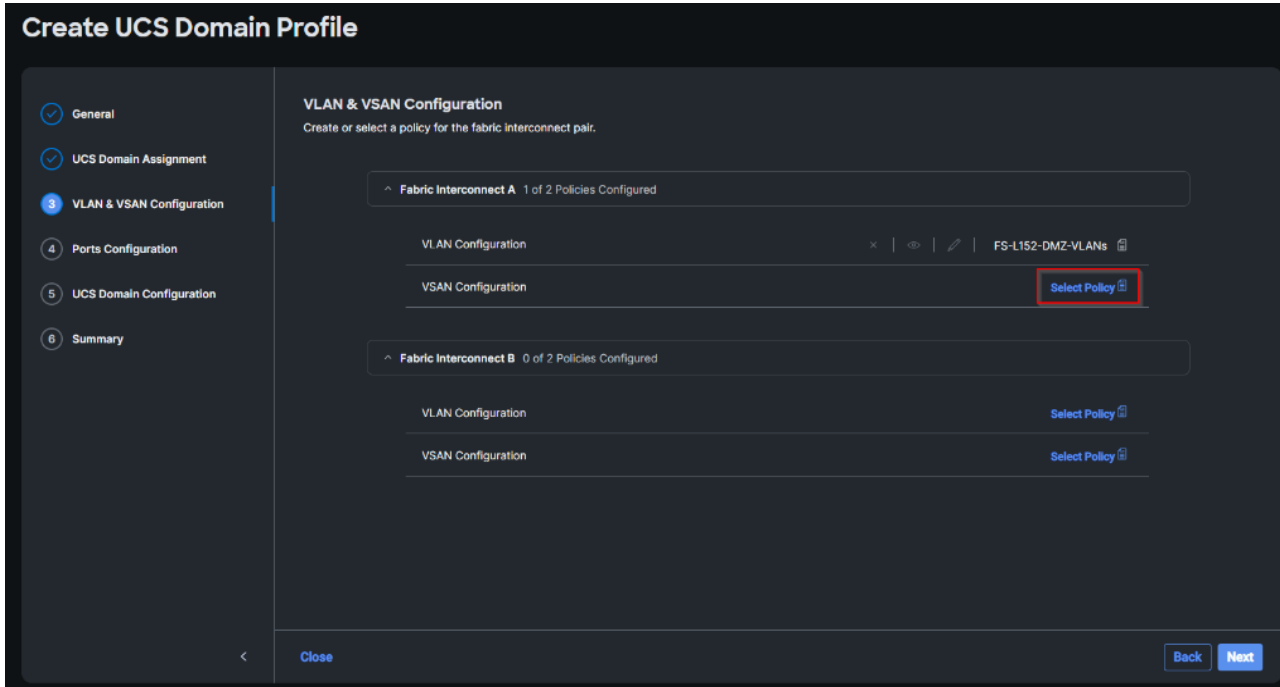 Create UCS Domain Profile
General
UCS Domain Assignment
3 VLAN & VSAN Configuration
4 Ports Configuration
5 UCS Domain Configuration
6 Summary
VLAN & VSAN Configuration
Create or select a policy for the fabric interconnect pair.
Fabric Interconnect A 1 of 2 Policies Configured
VLAN Configuration FS-L152-DMZ-VLANs
VSAN Configuration Select Policy
Fabric Interconnect B 0 of 2 Policies Configured
VLAN Configuration Select Policy
VSAN Configuration Select Policy
Close Back Next